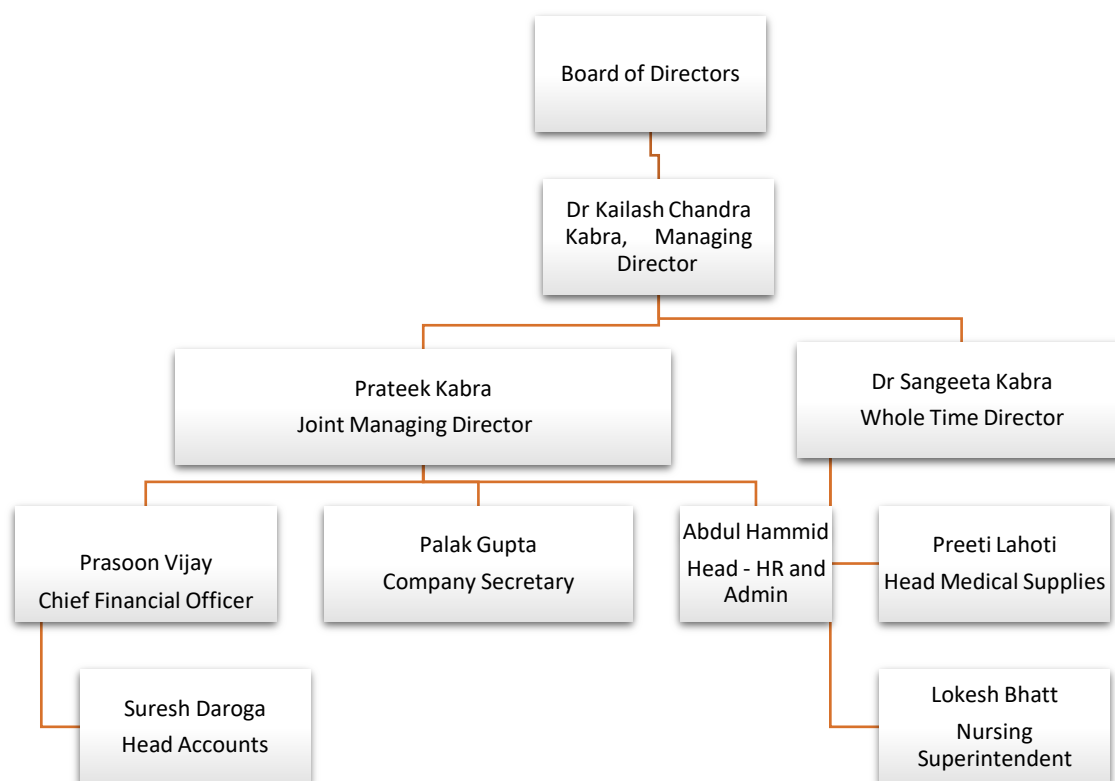 Board of Directors
Dr Kailash Chandra
Kabra, Managing
Director
Prateek Kabra
Joint Managing Director
Dr Sangeeta Kabra
Whole Time Director
Prasoon Vijay
Chief Financial Officer
Palak Gupta
Company Secretary
Abdul Hammid
Head - HR and
Admin
Preeti Lahoti
Head Medical Supplies
Suresh Daroga
Head Accounts
Lokesh Bhatt
Nursing
Superintendent